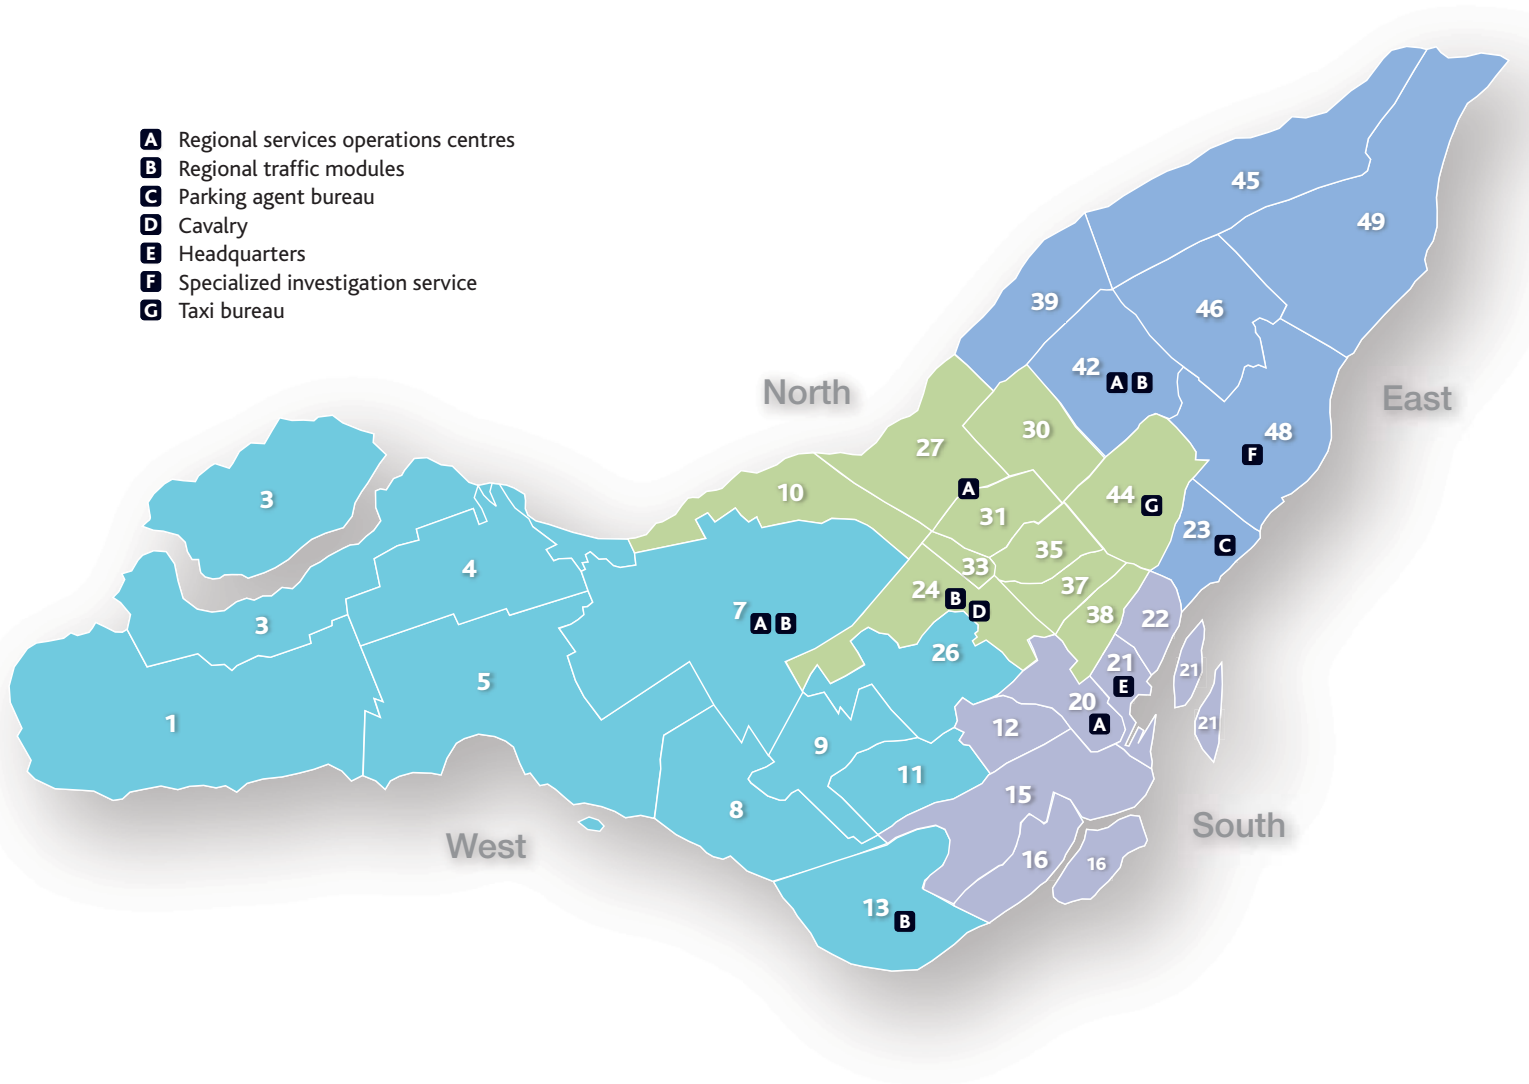 A Regional services operations centres
B Regional traffic modules
C Parking agent bureau
D Cavalry
E Headquarters
F Specialized investigation service
G Taxi bureau
45
49
39
46
42 A B
North
East
48
F
30
27
10
A
44 G
31
23 C
3
35
4
33
24 B D
37
38
22
7 A B
3
26
21
E
21
5
20
A
12
21
1
9
11
15
8
South
West
16
16
13 B